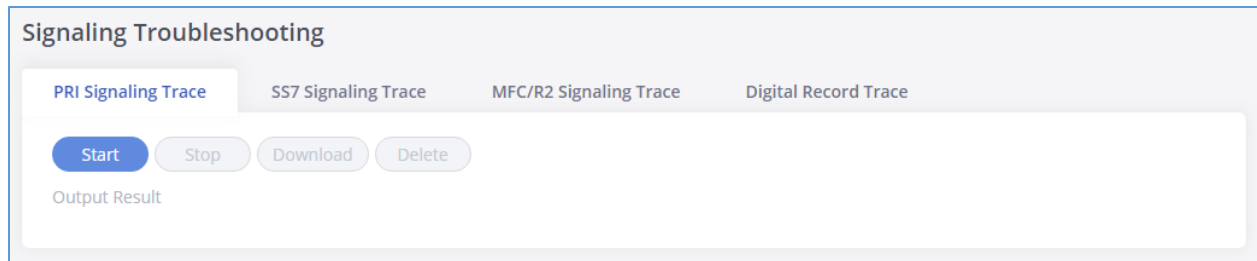 Signaling Troubleshooting
PRI Signaling Trace SS7 Signaling Trace MFC/R2 Signaling Trace Digital Record Trace
Start Stop Download Delete
Output Result